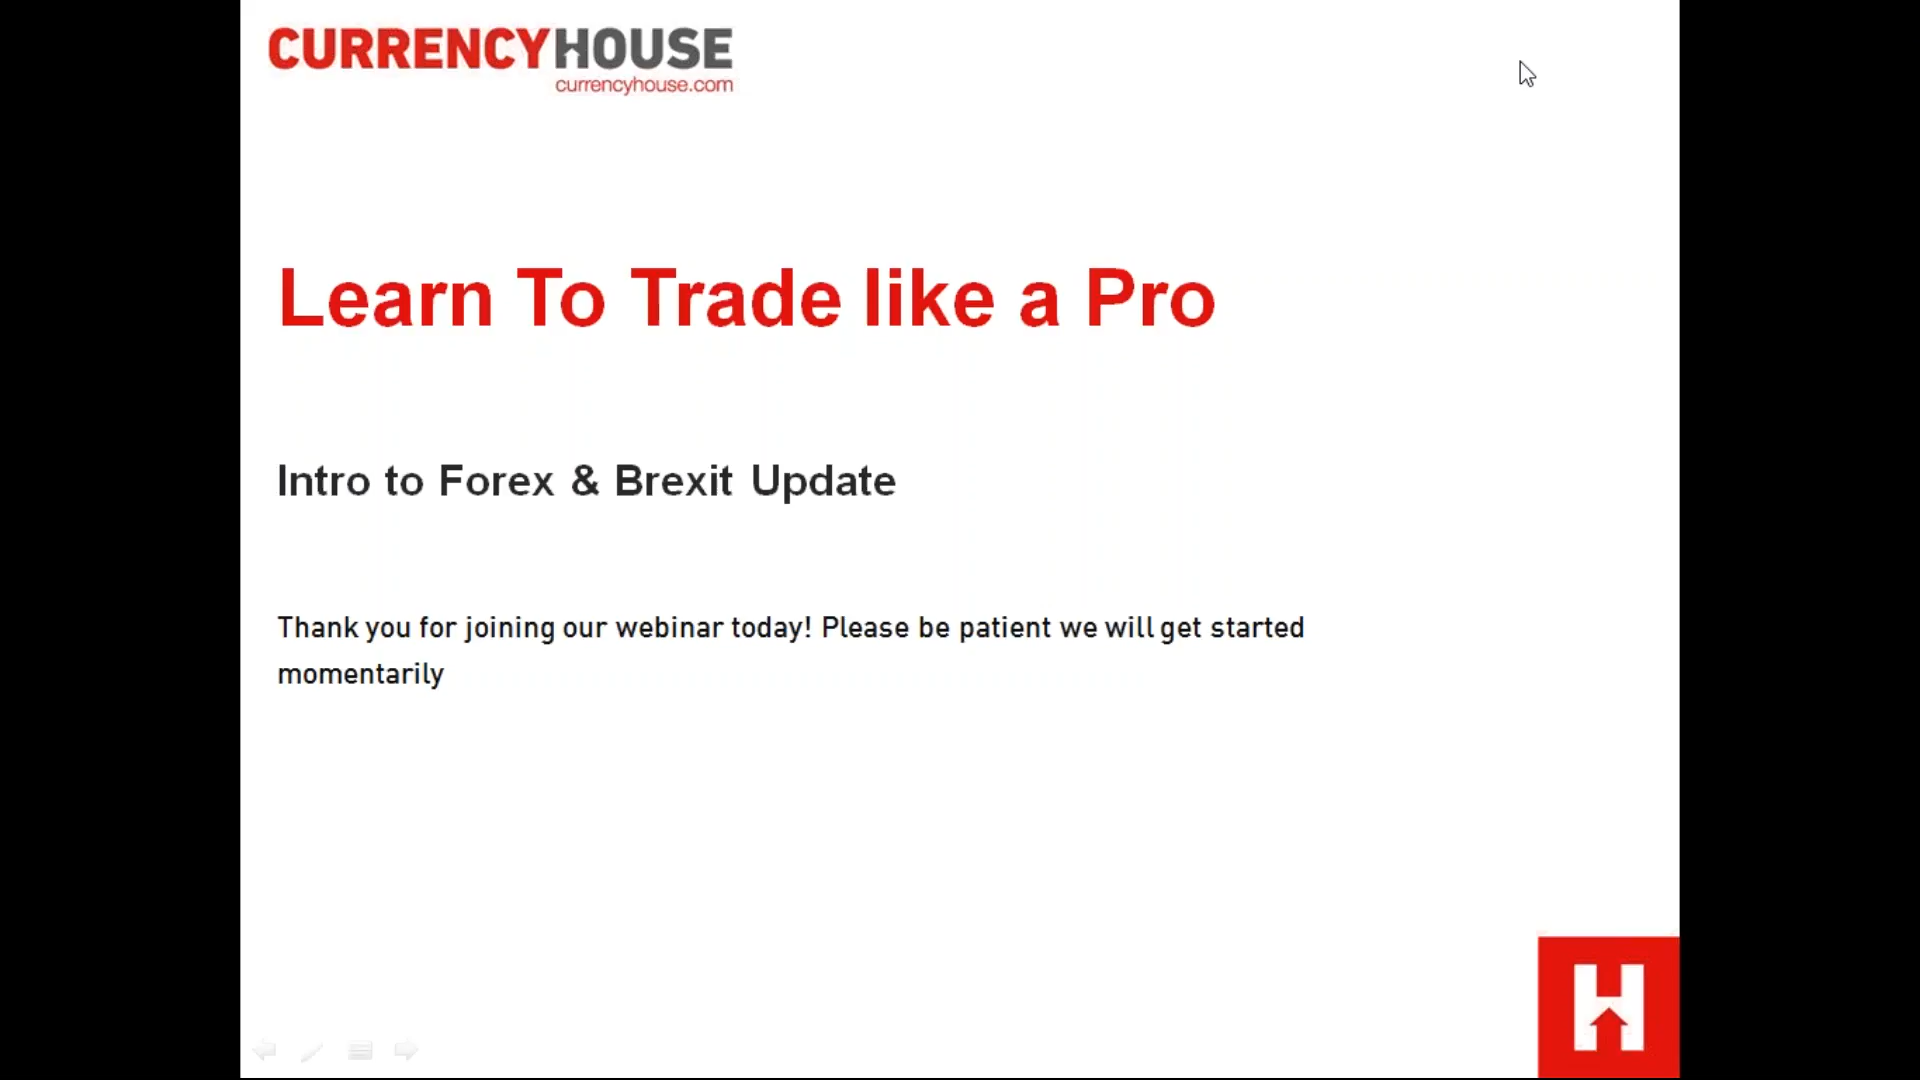 CURRENCYHOUSE
currencyhouse.com
Learn To Trade like a Pro
Intro to Forex & Brexit Update
Thank you for joining our webinar today! Please be patient we will get started
momentarily
H